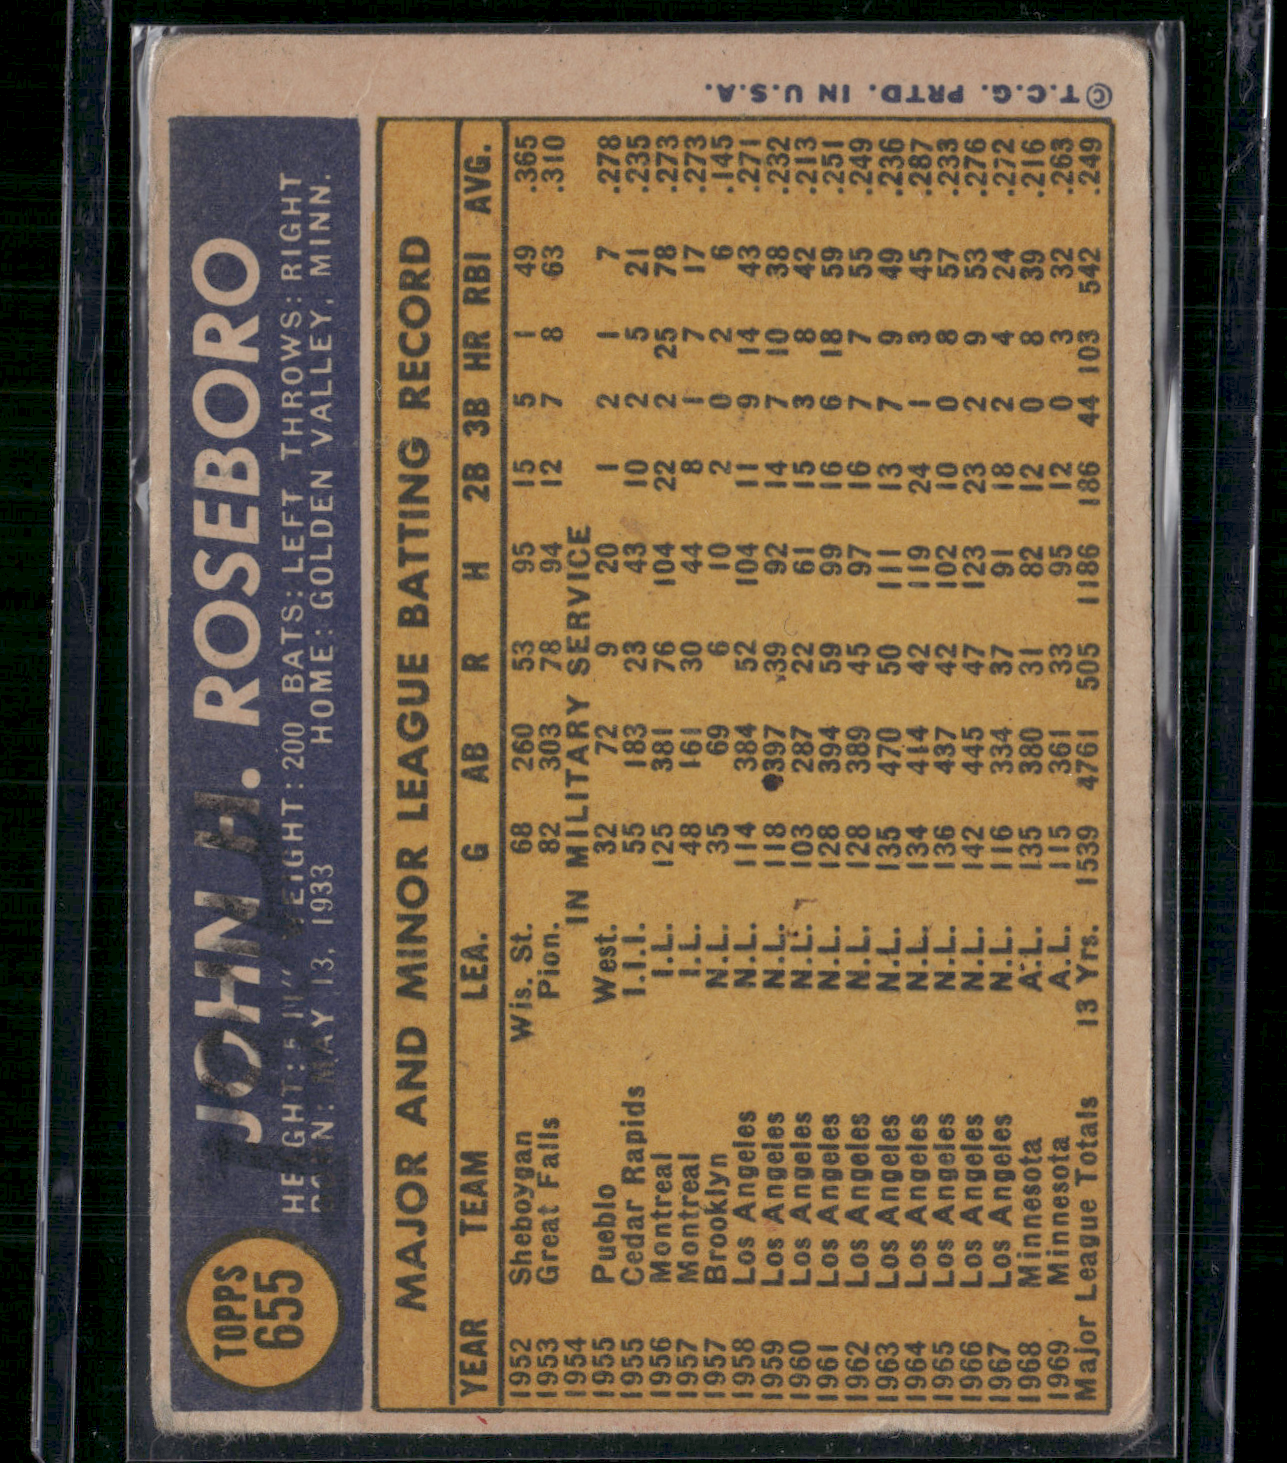 TOPPS
655
JOHN H. ROSEBORO
HEIGHT: 5'11" WEIGHT: 200 BATS: LEFT THROWS: RIGHT
BORN: MAY 13, 1933 HOME: GOLDEN VALLEY, MINN.
MAJOR AND MINOR LEAGUE BATTING RECORD
YEAR TEAM LEA. G AB R H 2B 3B HR RBI AVG.
1952 Sheboygan Wis. St. 68 260 53 95 15 5 1 49 .365
1953 Great Falls Pion. 82 303 78 94 12 7 8 63 .310
1954 IN MILITARY SERVICE
1955 Pueblo West. 32 72 9 20 1 2 1 7 .278
1955 Cedar Rapids I.I.I. 55 183 23 43 10 2 5 21 .235
1956 Montreal I.L. 125 381 76 104 22 2 25 78 .273
1957 Montreal I.L. 48 161 30 44 8 1 7 17 .273
1957 Brooklyn N.L. 35 69 6 10 2 0 2 6 .145
1958 Los Angeles N.L. 114 384 52 104 11 9 14 43 .271
1959 Los Angeles N.L. 118 397 39 92 14 7 10 38 .232
1960 Los Angeles N.L. 103 287 22 61 15 3 8 42 .213
1961 Los Angeles N.L. 128 394 59 99 16 6 18 59 .251
1962 Los Angeles N.L. 128 389 45 97 16 7 7 55 .249
1963 Los Angeles N.L. 135 470 50 111 13 7 9 49 .236
1964 Los Angeles N.L. 134 414 42 119 24 1 3 45 .287
1965 Los Angeles N.L. 136 437 42 102 10 0 8 57 .233
1966 Los Angeles N.L. 142 445 47 123 23 2 9 53 .276
1967 Los Angeles N.L. 116 334 37 91 18 2 4 24 .272
1968 Minnesota A.L. 135 380 31 82 12 0 8 39 .216
1969 Minnesota A.L. 115 361 33 95 12 0 3 32 .263
Major League Totals 13 Yrs. 1539 4761 505 1186 186 44 103 542 .249
© T.C.G. PRTD. IN U.S.A.